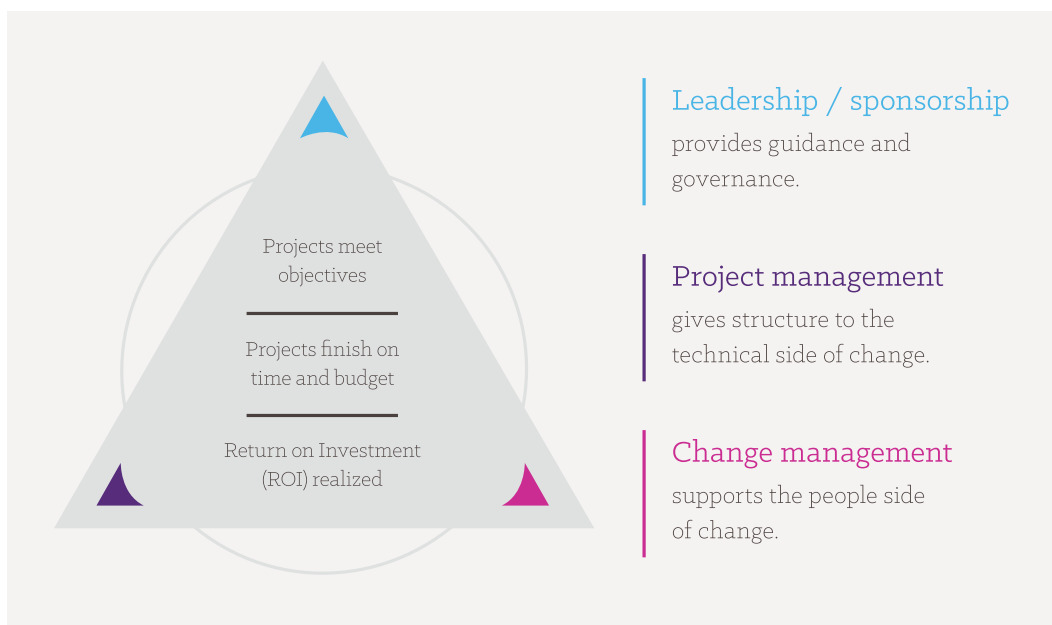 Projects meet
objectives
Projects finish on
time and budget
Return on Investment
(ROI) realized
Leadership / sponsorship
provides guidance and
governance.
Project management
gives structure to the
technical side of change.
Change management
supports the people side
of change.